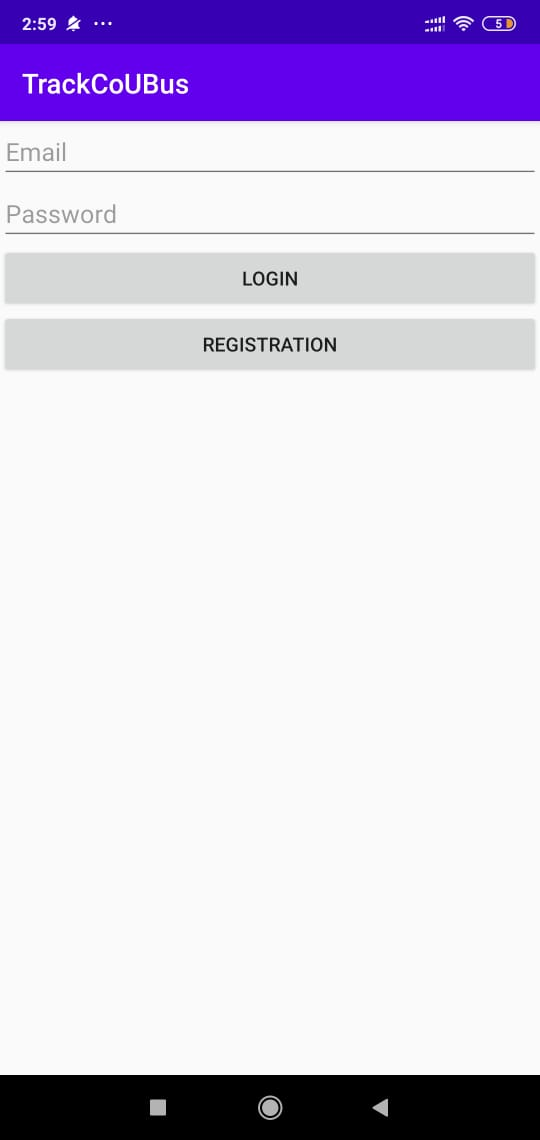 2:59 ... 5
TrackCoUBus
Email
Password
LOGIN
REGISTRATION